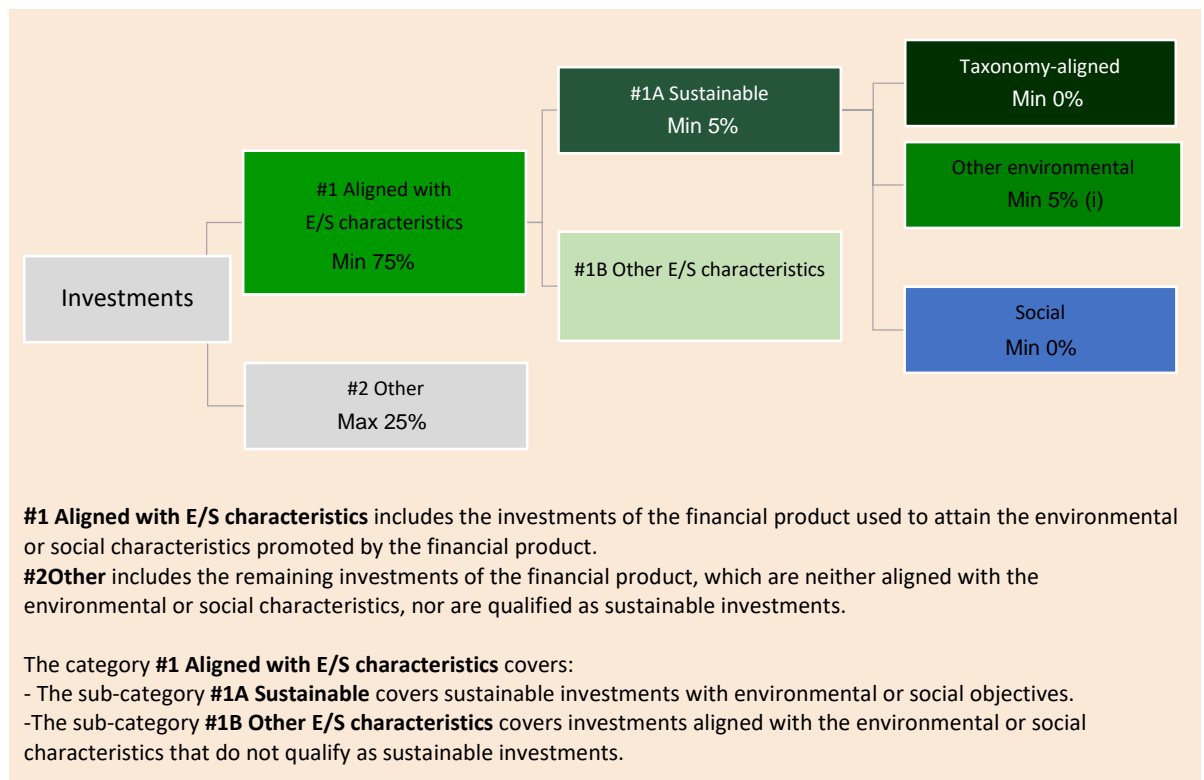 Investments
#1 Aligned with
E/S characteristics
Min 75%
#2 Other
Max 25%
#1A Sustainable
Min 5%
#1B Other E/S characteristics
Taxonomy-aligned
Min 0%
Other environmental
Min 5% (i)
Social
Min 0%
#1 Aligned with E/S characteristics includes the investments of the financial product used to attain the environmental
or social characteristics promoted by the financial product.
#2Other includes the remaining investments of the financial product, which are neither aligned with the
environmental or social characteristics, nor are qualified as sustainable investments.
The category #1 Aligned with E/S characteristics covers:
- The sub-category #1A Sustainable covers sustainable investments with environmental or social objectives.
-The sub-category #1B Other E/S characteristics covers investments aligned with the environmental or social
characteristics that do not qualify as sustainable investments.